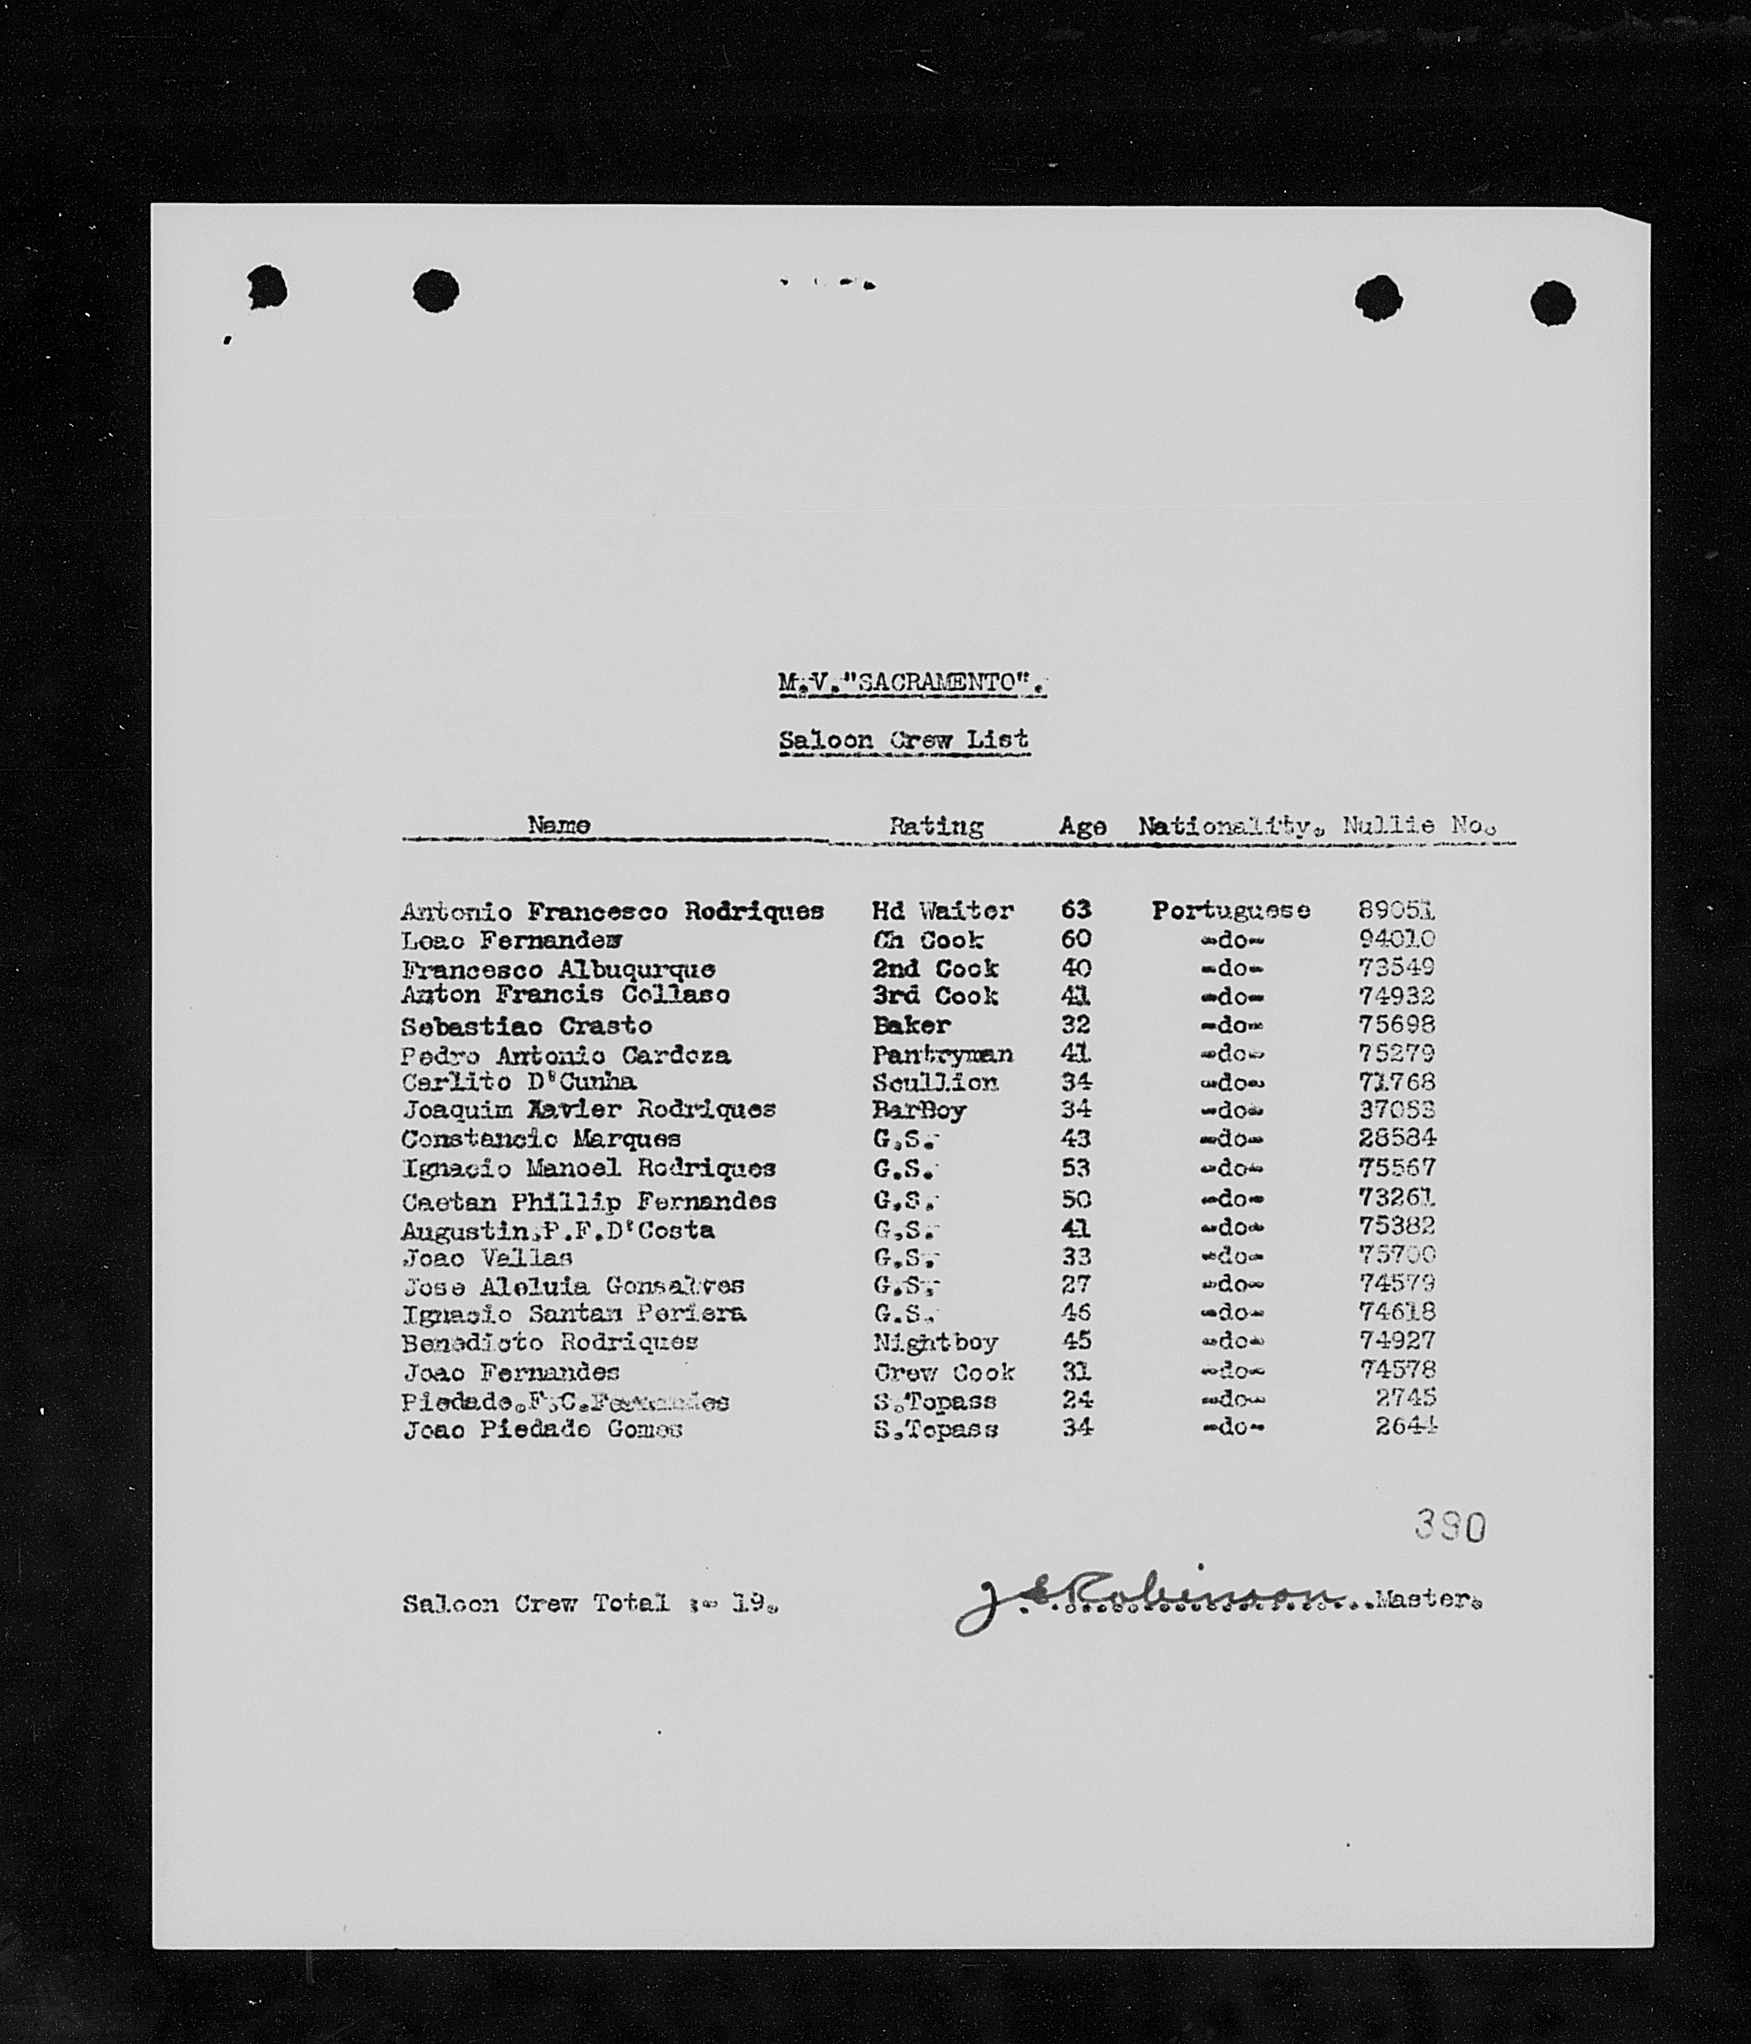 M.V."SACRAMENTO".
Saloon Crew List
Name Rating Age Nationality. Nullie No.
Antonio Francesco Rodriques Hd Waiter 63 Portuguese 89051
Leao Fernandes Ch Cook 60 -do- 94010
Francesco Albuqurque 2nd Cook 40 -do- 73549
Anton Francis Collaso 3rd Cook 41 -do- 74932
Sebastiao Crasto Baker 32 -do- 75698
Pedro Antonio Cardoza Pantryman 41 -do- 75279
Carlito D'Cunha Scullion 34 -do- 71768
Joaquim Xavier Rodriques BarBoy 34 -do- 37053
Constancio Marques G.S. 43 -do- 28584
Ignacio Manoel Rodriques G.S. 53 -do- 75567
Caetan Phillip Fernandes G.S. 50 -do- 73261
Augustin.P.F.D'Costa G.S. 41 -do- 75382
Joao Vallas G.S. 33 -do- 75700
Jose Aleluia Gonsalves G.S. 27 -do- 74579
Ignacio Santan Periera G.S. 46 -do- 74618
Benedicto Rodriques Nightboy 45 -do- 74927
Joao Fernandes Crew Cook 31 -do- 74578
Piedade.F.C.Fernandes S.Topass 24 -do- 2745
Joao Piedade Gomes S.Topass 34 -do- 2644
390
Saloon Crew Total :- 19. J E Robinson Master.